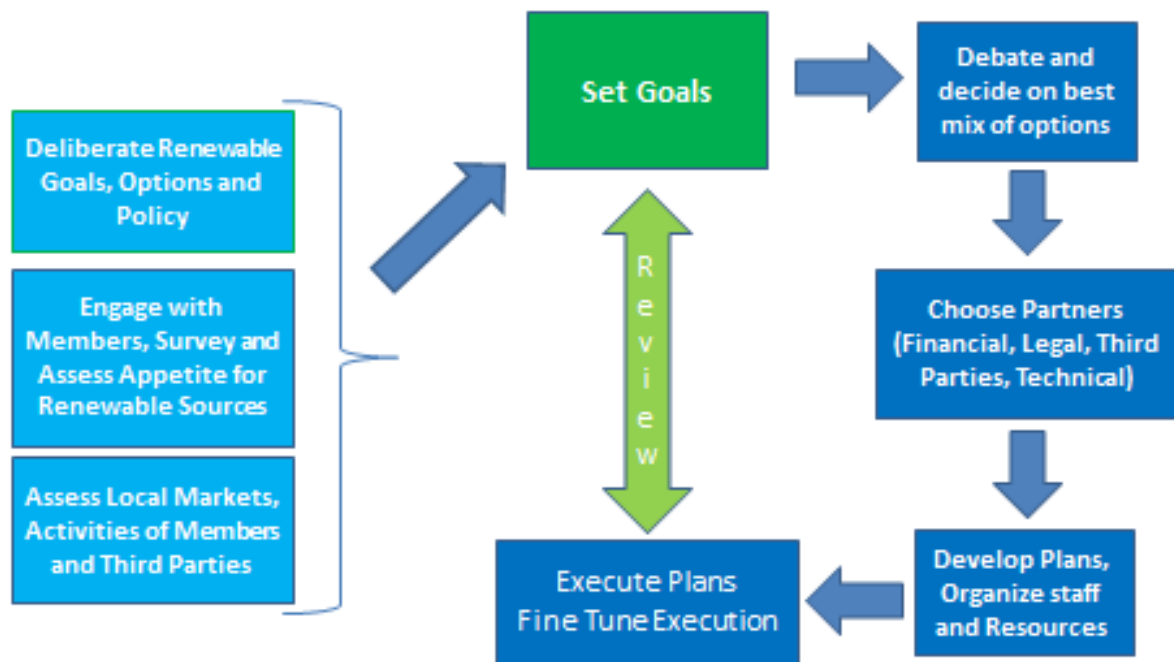 Deliberate Renewable
Goals, Options and
Policy
Engage with
Members, Survey and
Assess Appetite for
Renewable Sources
Assess Local Markets,
Activities of Members
and Third Parties
Set Goals
Review
Debate and
decide on best
mix of options
Choose Partners
(Financial, Legal, Third
Parties, Technical)
Develop Plans,
Organize staff
and Resources
Execute Plans
Fine Tune Execution